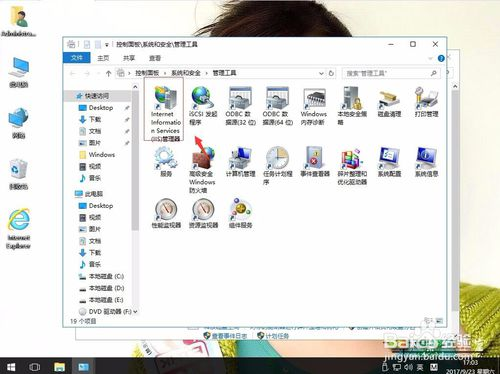 Administra...
此电脑
网络
回收站
Internet
Explorer
控制面板\系统和安全\管理工具
文件
主页
共享
查看
控制面板 › 系统和安全 › 管理工具
搜索"管理工具"
快速访问
Desktop
下载
文档
图片
Windows
视频
音乐
此电脑
Desktop
视频
图片
文档
下载
音乐
本地磁盘 (C:)
本地磁盘 (D:)
本地磁盘 (E:)
DVD 驱动器 (F:)
19 个项目
Internet
Informatio
n Services
(IIS)管理器
iSCSI 发起
程序
ODBC 数
据源(32 位)
ODBC 数
据源(64 位)
Windows
内存诊断
本地安全策
略
磁盘清理
打印管理
服务
高级安全
Windows
防火墙
计算机管理
任务计划程
序
事件查看器
碎片整理和
优化驱动器
系统配置
系统信息
性能监视器
资源监视器
组件服务
查看事件日志
计划任务
Baidu经验
jingyan.baidu.com
英
17:03
2017/9/23 星期六